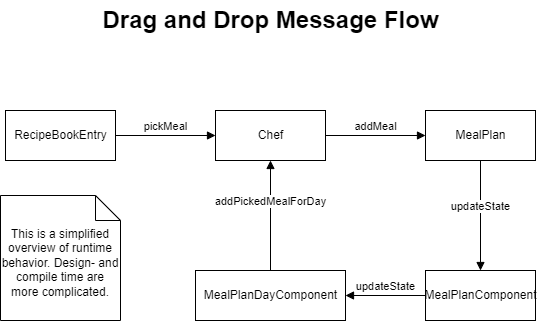 Drag and Drop Message Flow
RecipeBookEntry
pickMeal
Chef
addMeal
MealPlan
addPickedMealForDay
updateState
This is a simplified
overview of runtime
behavior. Design- and
compile time are
more complicated.
MealPlanDayComponent
updateState
MealPlanComponent